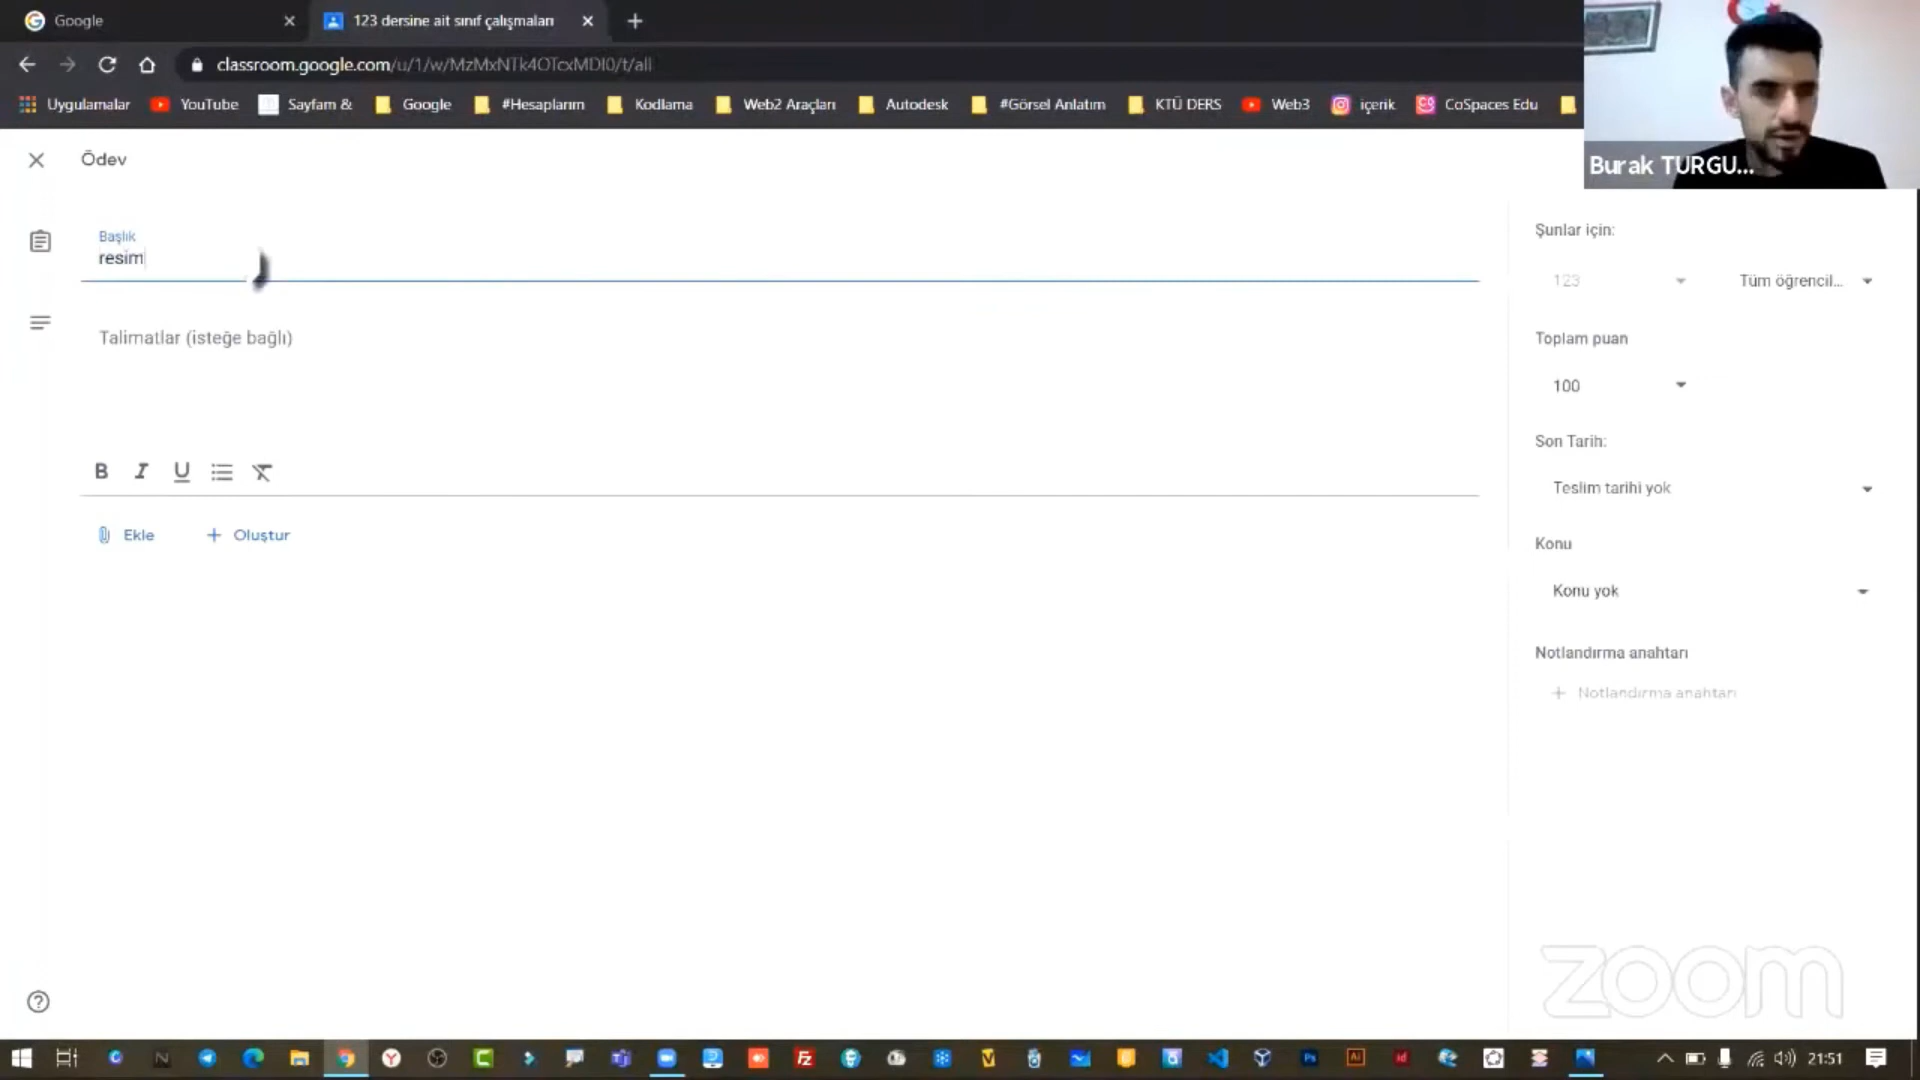 Google
123 dersine ait sınıf çalışmaları
classroom.google.com/u/1/w/MzMxNTk4OTcxMDI0/t/all
Uygulamalar YouTube Sayfam & Google #Hesaplarım Kodlama Web2 Araçları Autodesk #Görsel Anlatım KTÜ DERS Web3 içerik CoSpaces Edu
Burak TURGU...
Ödev
Başlık
resim
Talimatlar (isteğe bağlı)
B I U
Ekle
Oluştur
Şunlar için:
123
Tüm öğrencil...
Toplam puan
100
Son Tarih:
Teslim tarihi yok
Konu
Konu yok
Notlandırma anahtarı
Notlandırma anahtarı
zoom
21:51